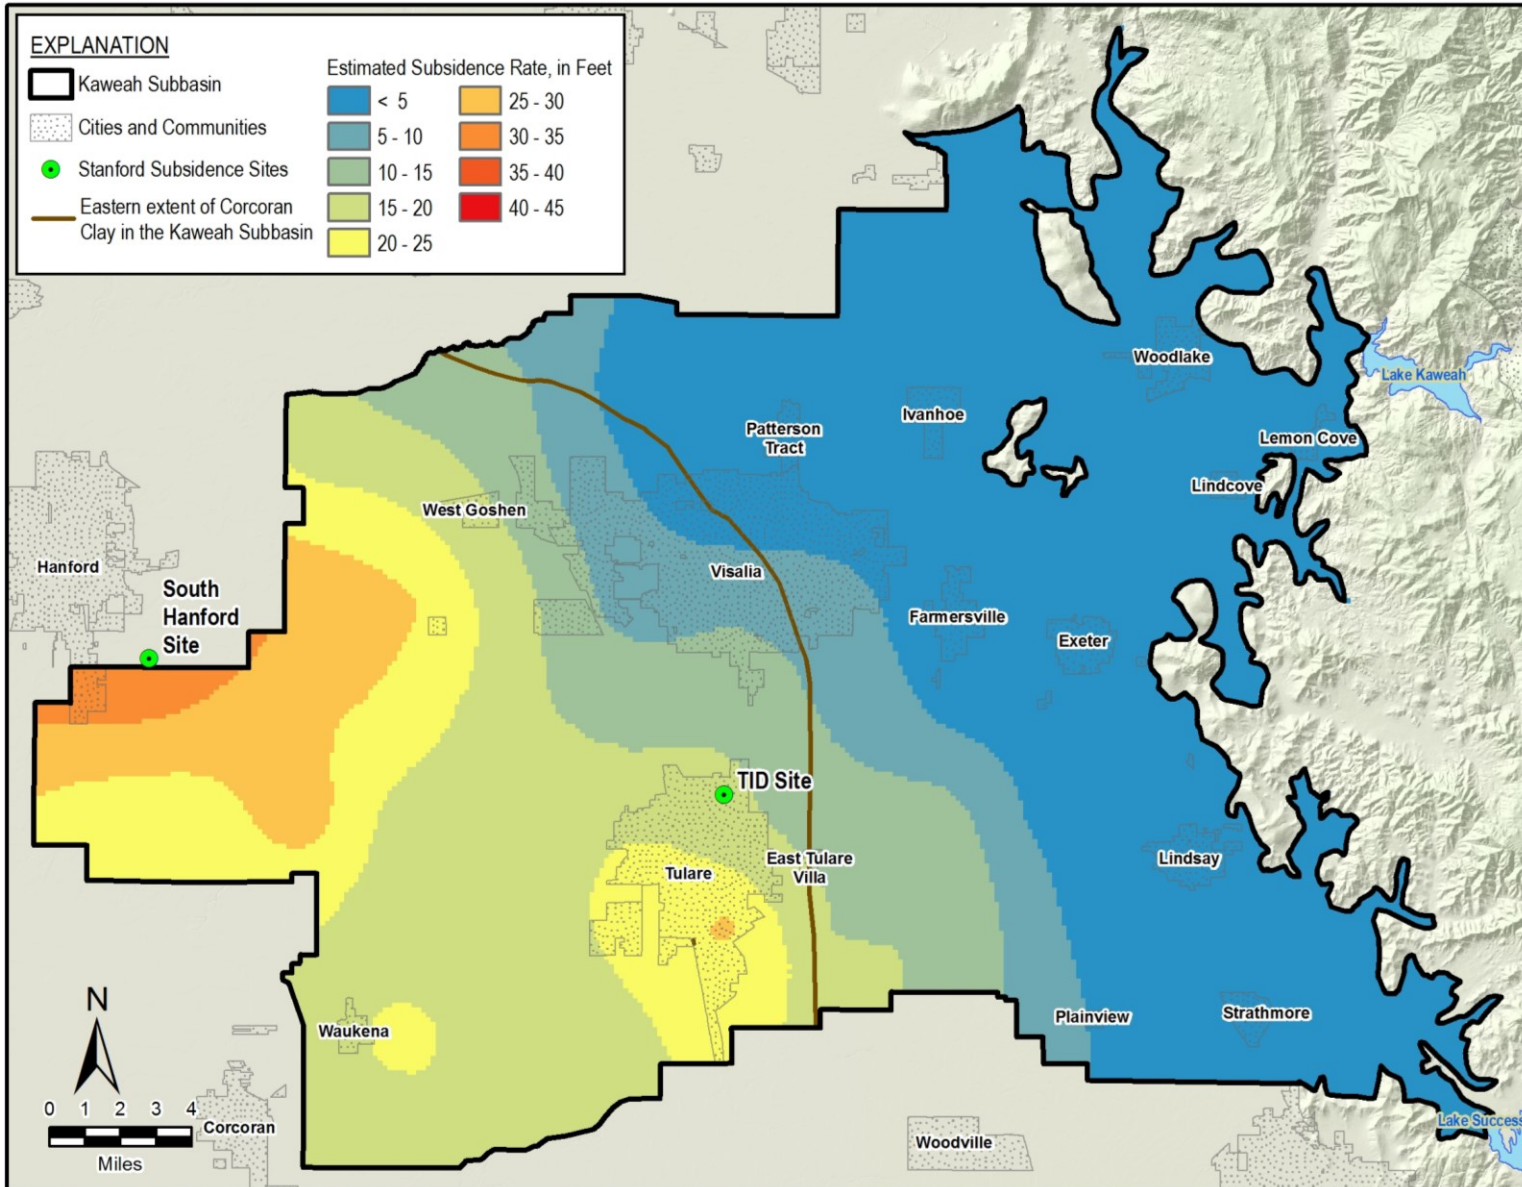 EXPLANATION
Kaweah Subbasin
Cities and Communities
Stanford Subsidence Sites
Eastern extent of Corcoran
Clay in the Kaweah Subbasin
Estimated Subsidence Rate, in Feet
< 5
5 - 10
10 - 15
15 - 20
20 - 25
25 - 30
30 - 35
35 - 40
40 - 45
Woodlake
Lake Kaweah
Ivanhoe
Patterson
Tract
Lemon Cove
Lindcove
West Goshen
Hanford
Visalia
South
Hanford
Site
Farmersville
Exeter
TID Site
East Tulare
Villa
Tulare
Lindsay
Plainview
Strathmore
Waukena
N
0 1 2 3 4
Miles
Corcoran
Woodville
Lake Success